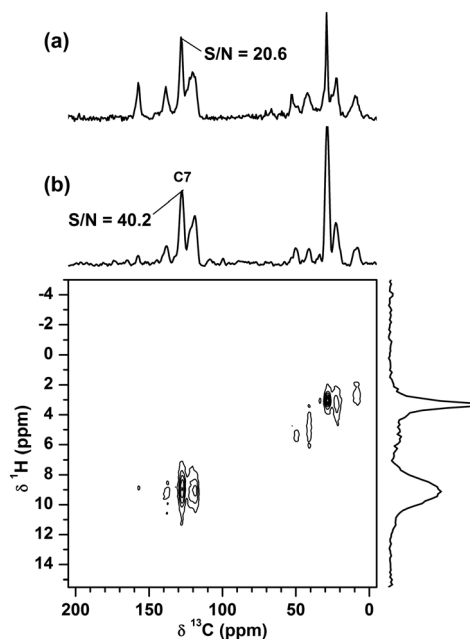 (a)
S/N = 20.6
(b)
C7
S/N = 40.2
-4
-2
0
2
4
6
8
10
12
14
δ ¹H (ppm)
200 150 100 50 0
δ ¹³C (ppm)